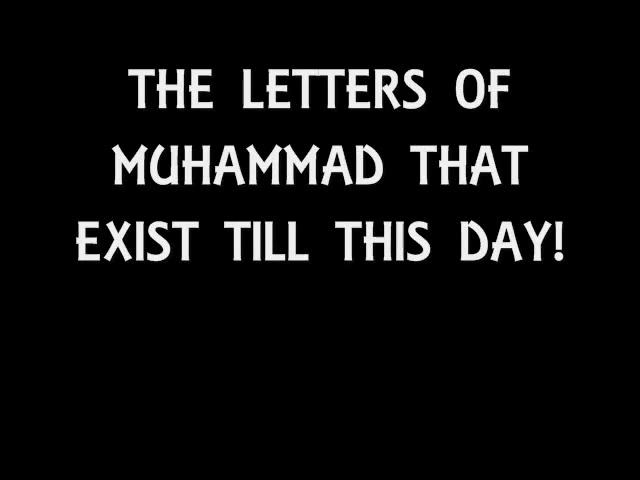 THE LETTERS OF
MUHAMMAD THAT
EXIST TILL THIS DAY!